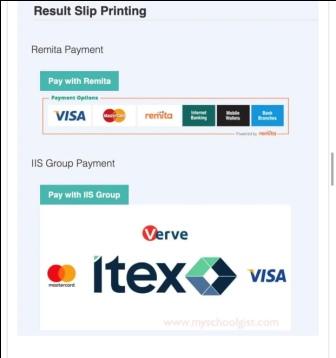 Result Slip Printing
Remita Payment
Pay with Remita
Payment Options
VISA MasterCard remita Internet Banking Mobile Wallets Bank Branches
Powered by remita
IIS Group Payment
Pay with IIS Group
Verve
mastercard itex VISA
www.myschoolgist.com